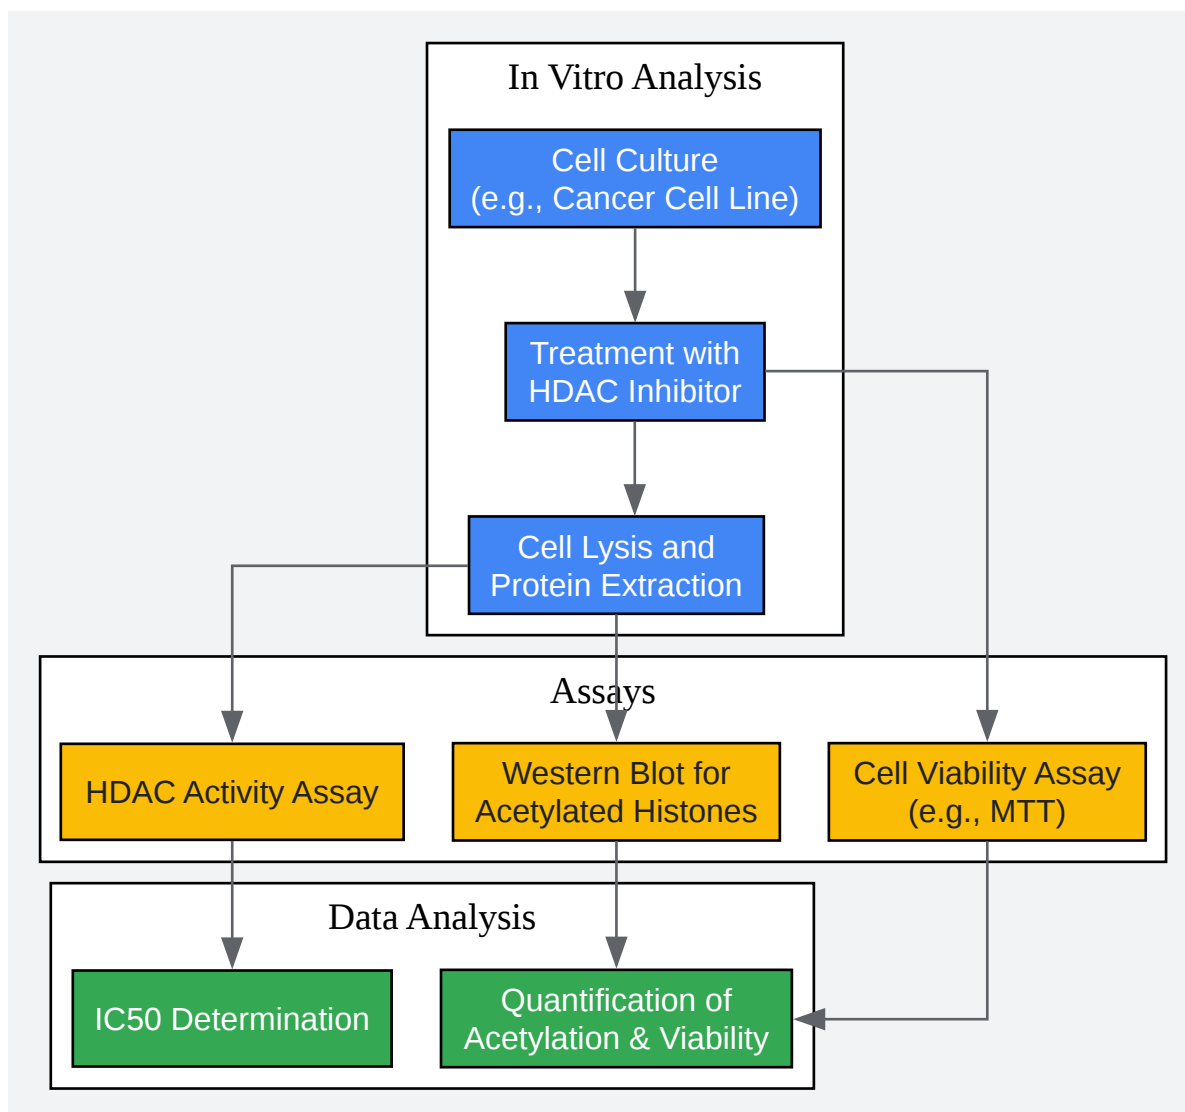 In Vitro Analysis
Cell Culture
(e.g., Cancer Cell Line)
Treatment with
HDAC Inhibitor
Cell Lysis and
Protein Extraction
Assays
HDAC Activity Assay
Western Blot for
Acetylated Histones
Cell Viability Assay
(e.g., MTT)
Data Analysis
IC50 Determination
Quantification of
Acetylation & Viability